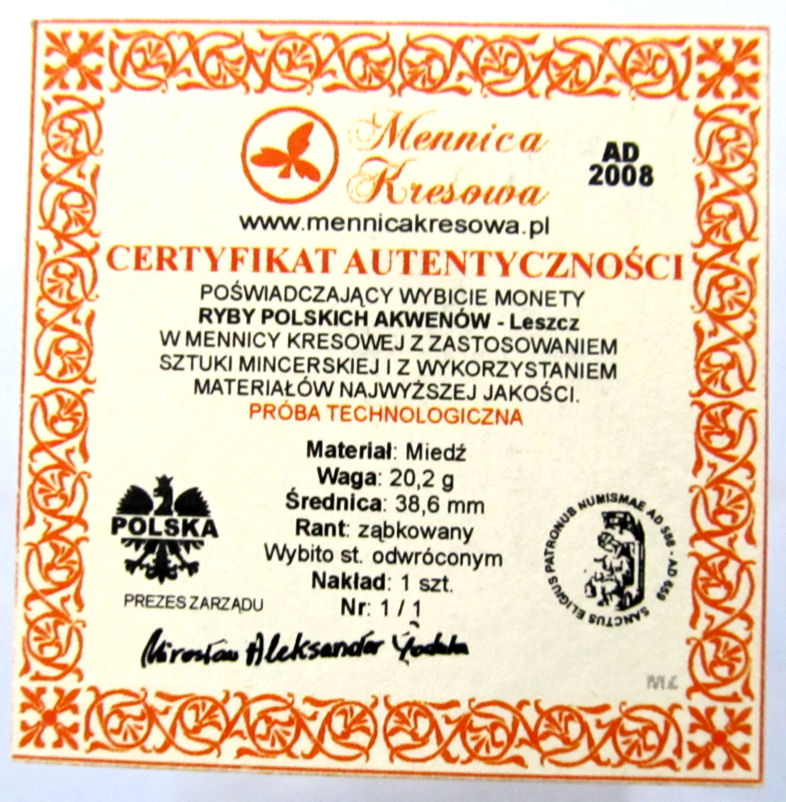 Mennica
Kresowa
AD
2008
www.mennicakresowa.pl
CERTYFIKAT AUTENTYCZNOŚCI
POŚWIADCZAJĄCY WYBICIE MONETY
RYBY POLSKICH AKWENÓW - Leszcz
W MENNICY KRESOWEJ Z ZASTOSOWANIEM
SZTUKI MINCERSKIEJ I Z WYKORZYSTANIEM
MATERIAŁÓW NAJWYŻSZEJ JAKOŚCI.
PRÓBA TECHNOLOGICZNA
Materiał: Miedź
Waga: 20,2 g
Średnica: 38,6 mm
Rant: ząbkowany
Wybito st. odwróconym
Nakład: 1 szt.
Nr: 1 / 1
POLSKA
PREZES ZARZĄDU
Mirosław Aleksander
SANCTUS ELIGIUS PATRONUS NUMISMAE AD 588 - AD 659